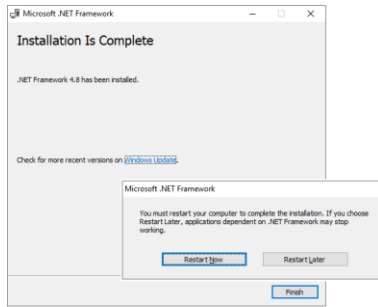 Microsoft .NET Framework
Installation Is Complete
.NET Framework 4.8 has been installed.
Check for more recent versions on Windows Update.
Microsoft .NET Framework
You must restart your computer to complete the installation. If you choose
Restart Later, applications dependent on .NET Framework may stop
working.
Restart Now
Restart Later
Finish